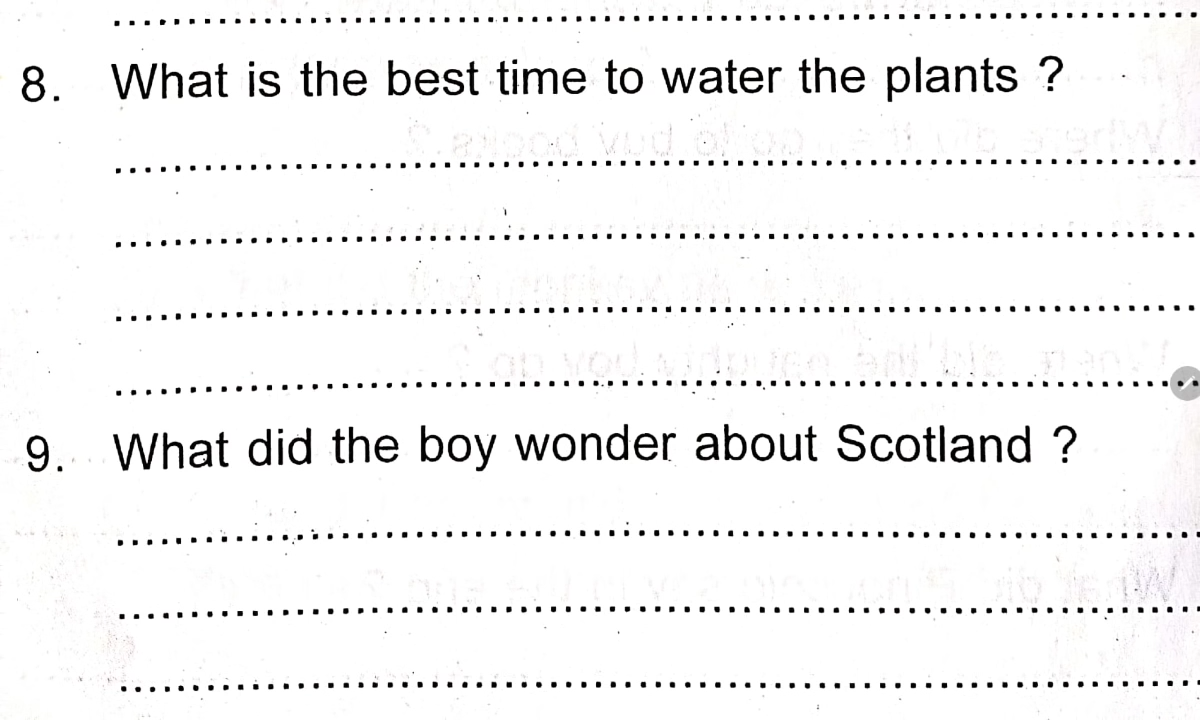 8. What is the best time to water the plants ?
9. What did the boy wonder about Scotland ?